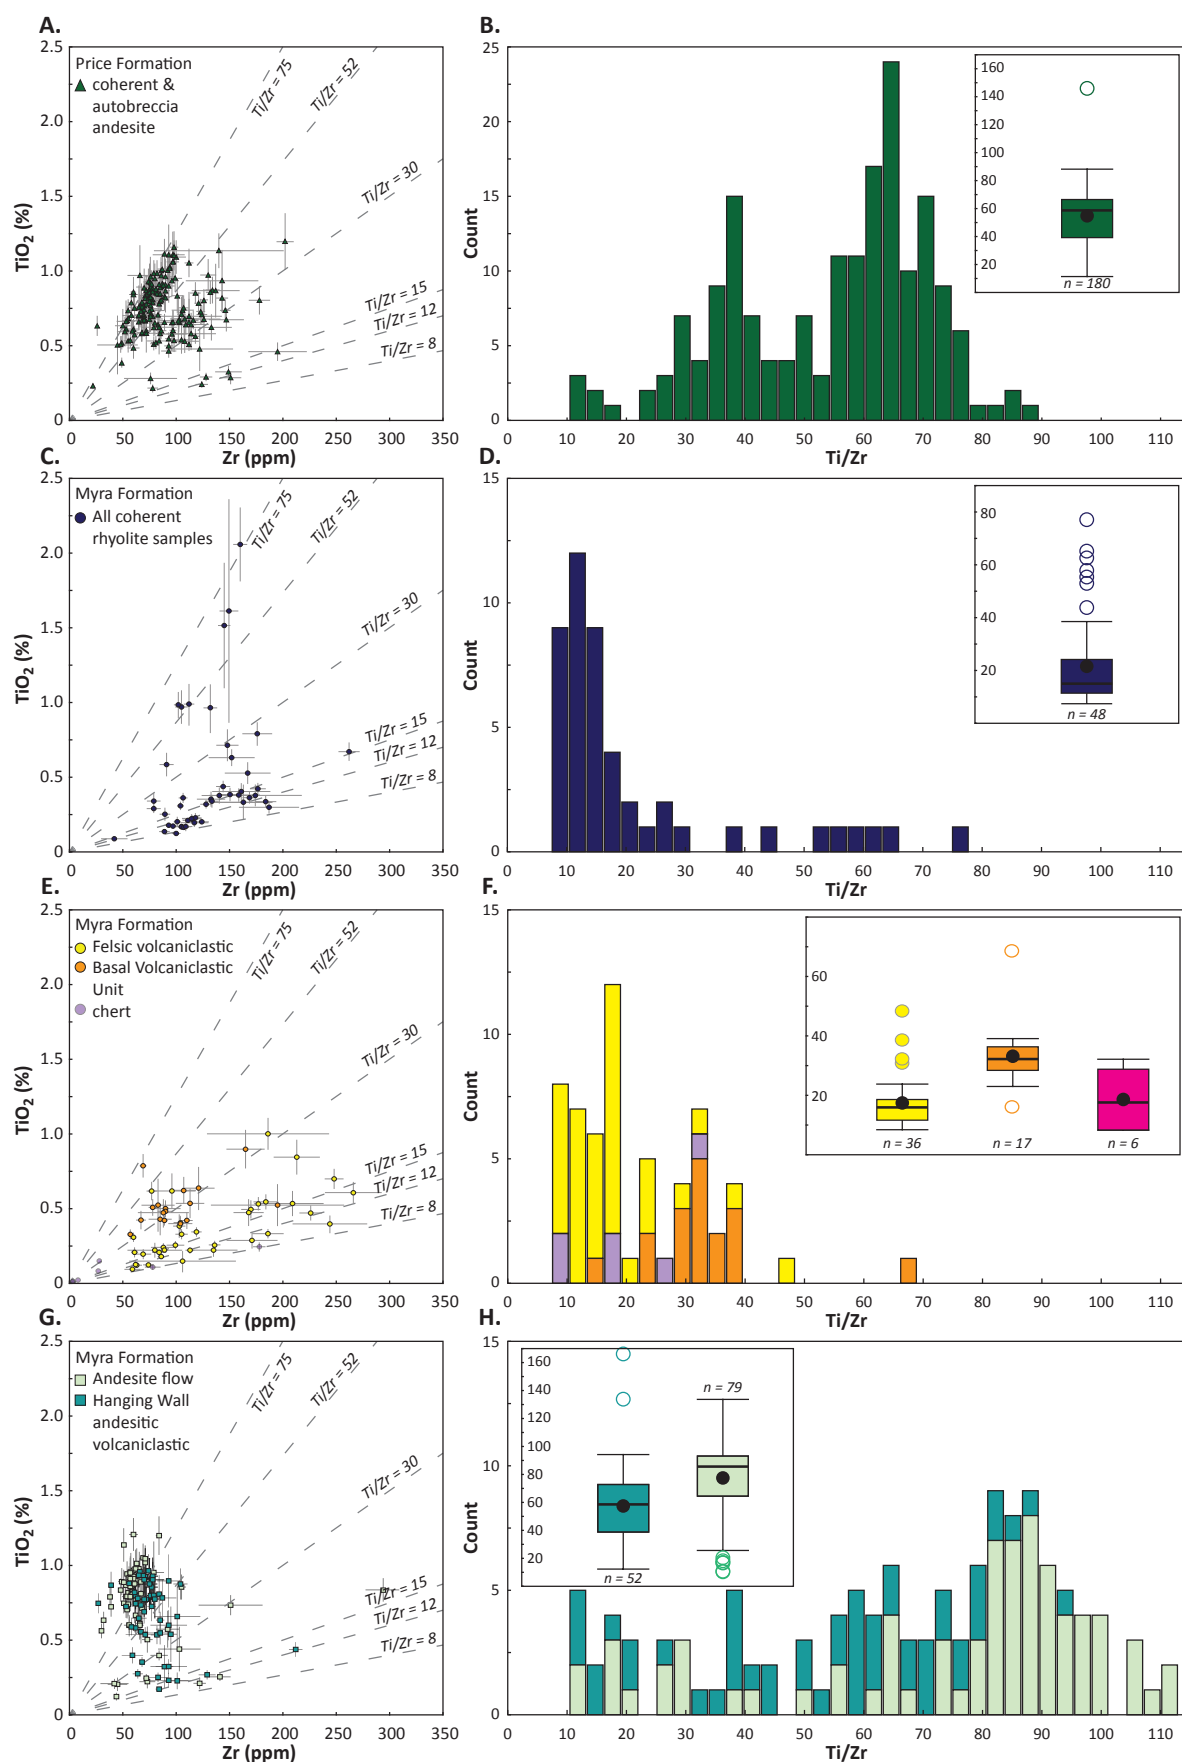 A.
2.5
2.0
1.5
1.0
0.5
0
TiO2 (%)
Price Formation
coherent &
autobreccia
andesite
Ti/Zr = 75
Ti/Zr = 52
Ti/Zr = 30
Ti/Zr = 15
Ti/Zr = 12
Ti/Zr = 8
0 50 100 150 200 250 300 350
Zr (ppm)
B.
25
20
15
10
5
0
Count
160
140
120
100
80
60
40
20
n = 180
0 10 20 30 40 50 60 70 80 90 100 110
Ti/Zr
C.
2.5
2.0
1.5
1.0
0.5
0
TiO2 (%)
Myra Formation
All coherent
rhyolite samples
Ti/Zr = 75
Ti/Zr = 52
Ti/Zr = 30
Ti/Zr = 15
Ti/Zr = 12
Ti/Zr = 8
0 50 100 150 200 250 300 350
Zr (ppm)
D.
15
10
5
0
Count
80
60
40
20
n = 48
0 10 20 30 40 50 60 70 80 90 100 110
Ti/Zr
E.
2.5
2.0
1.5
1.0
0.5
0
TiO2 (%)
Myra Formation
Felsic volcaniclastic
Basal Volcaniclastic
Unit
chert
Ti/Zr = 75
Ti/Zr = 52
Ti/Zr = 30
Ti/Zr = 15
Ti/Zr = 12
Ti/Zr = 8
0 50 100 150 200 250 300 350
Zr (ppm)
F.
15
10
5
0
Count
60
40
20
n = 36
n = 17
n = 6
0 10 20 30 40 50 60 70 80 90 100 110
Ti/Zr
G.
2.5
2.0
1.5
1.0
0.5
0
TiO2 (%)
Myra Formation
Andesite flow
Hanging Wall
andesitic
volcaniclastic
Ti/Zr = 75
Ti/Zr = 52
Ti/Zr = 30
Ti/Zr = 15
Ti/Zr = 12
Ti/Zr = 8
0 50 100 150 200 250 300 350
Zr (ppm)
H.
15
10
5
0
Count
160
140
120
100
80
60
40
20
n = 79
n = 52
0 10 20 30 40 50 60 70 80 90 100 110
Ti/Zr